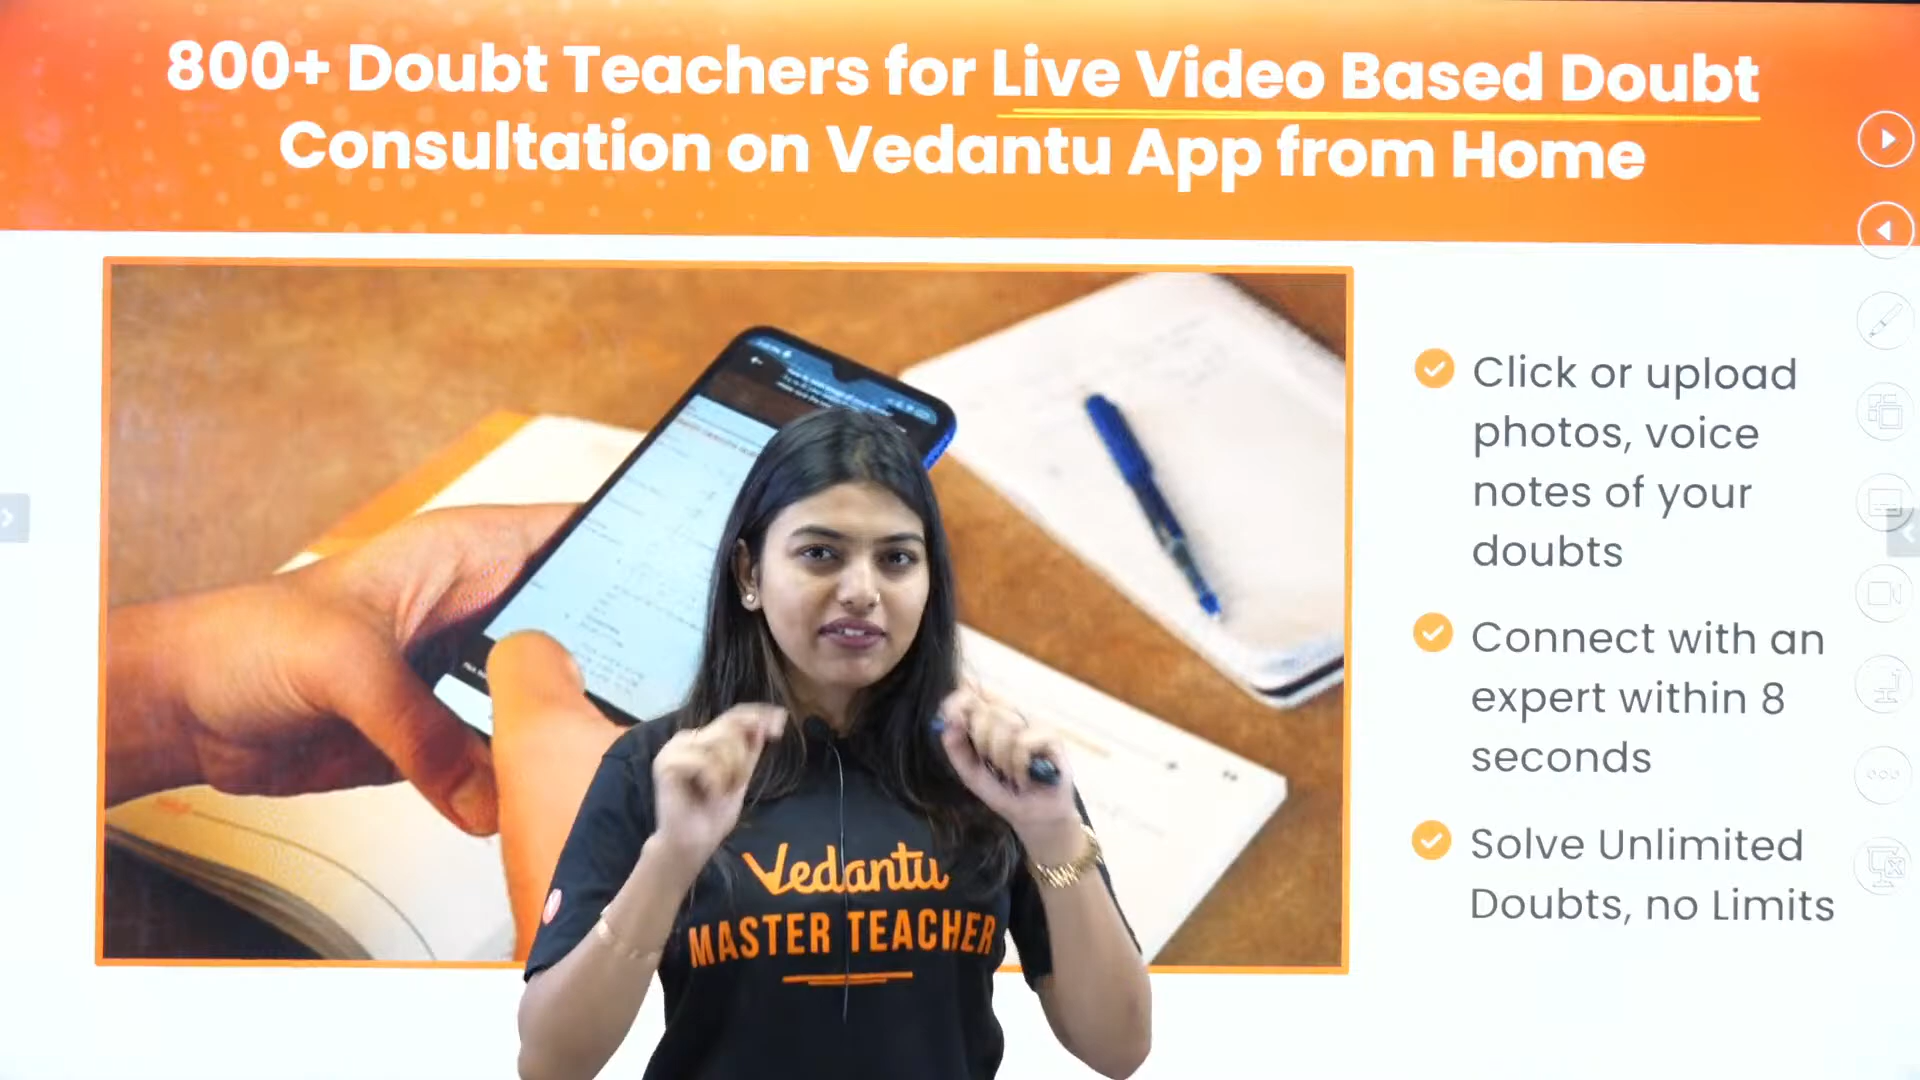 800+ Doubt Teachers for Live Video Based Doubt
Consultation on Vedantu App from Home
Click or upload
photos, voice
notes of your
doubts
Connect with an
expert within 8
seconds
Solve Unlimited
Doubts, no Limits
Vedantu
MASTER TEACHER